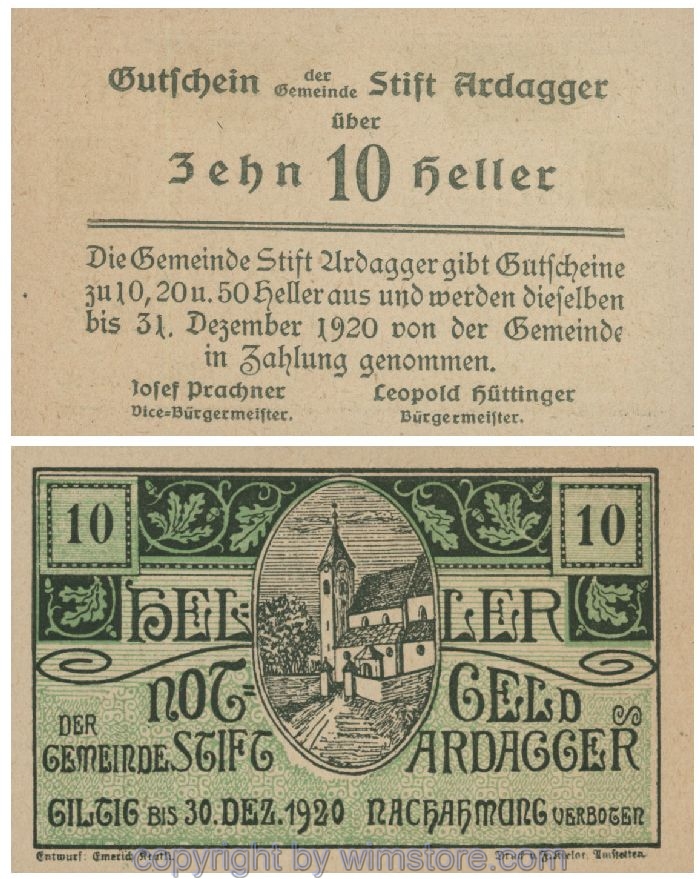 Gutschein der Gemeinde Stift Ardagger
über
Zehn 10 Heller
Die Gemeinde Stift Ardagger gibt Gutscheine
zu 10, 20 u. 50 Heller aus und werden dieselben
bis 31. Dezember 1920 von der Gemeinde
in Zahlung genommen.
Josef Prachner Leopold Hüttinger
Vice=Bürgermeister. Bürgermeister.
10 10
HEL= LER
NOT= GELD
DER GEMEINDE STIFT ARDAGGER
GILTIG BIS 30. DEZ. 1920 NACHAHMUNG VERBOTEN
Entwurf: Emerich Druck v. Amstetten.
copyright by wimstore.com